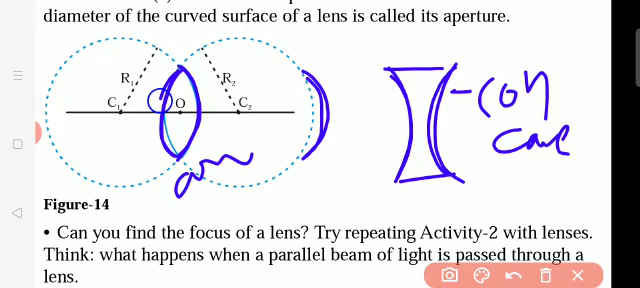 diameter of the curved surface of a lens is called its aperture.
R1 R2
C1 O C2
-con
cave
Figure-14
• Can you find the focus of a lens? Try repeating Activity-2 with lenses.
Think: what happens when a parallel beam of light is passed through a
lens.